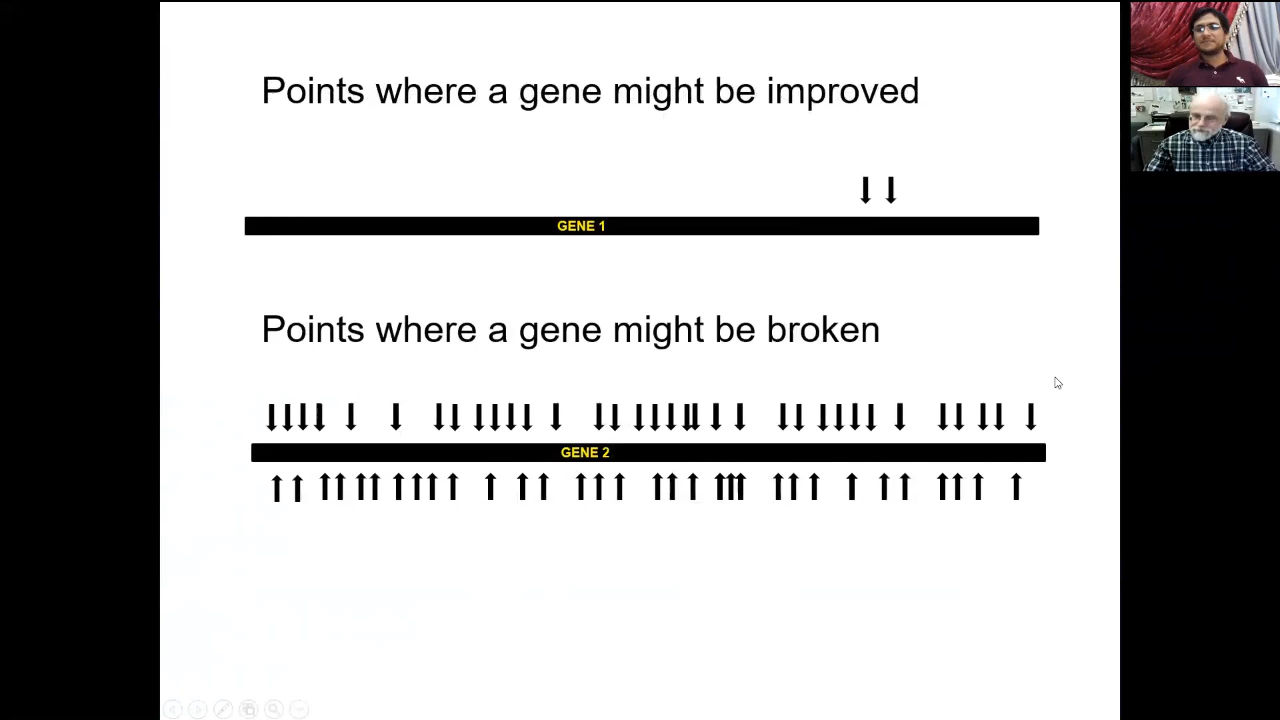 Points where a gene might be improved
GENE 1
Points where a gene might be broken
GENE 2